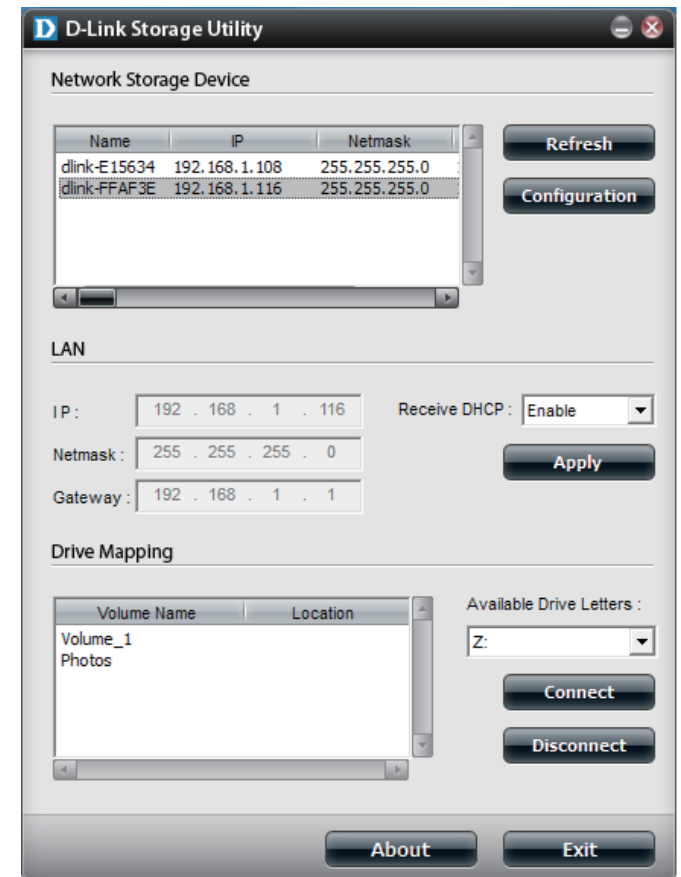 D D-Link Storage Utility
Network Storage Device
Name IP Netmask
dlink-E15634 192.168.1.108 255.255.255.0
dlink-FFAF3E 192.168.1.116 255.255.255.0
Refresh
Configuration
LAN
IP: 192 . 168 . 1 . 116
Receive DHCP : Enable
Netmask : 255 . 255 . 255 . 0
Apply
Gateway : 192 . 168 . 1 . 1
Drive Mapping
Volume Name Location
Volume_1
Photos
Available Drive Letters :
Z:
Connect
Disconnect
About Exit